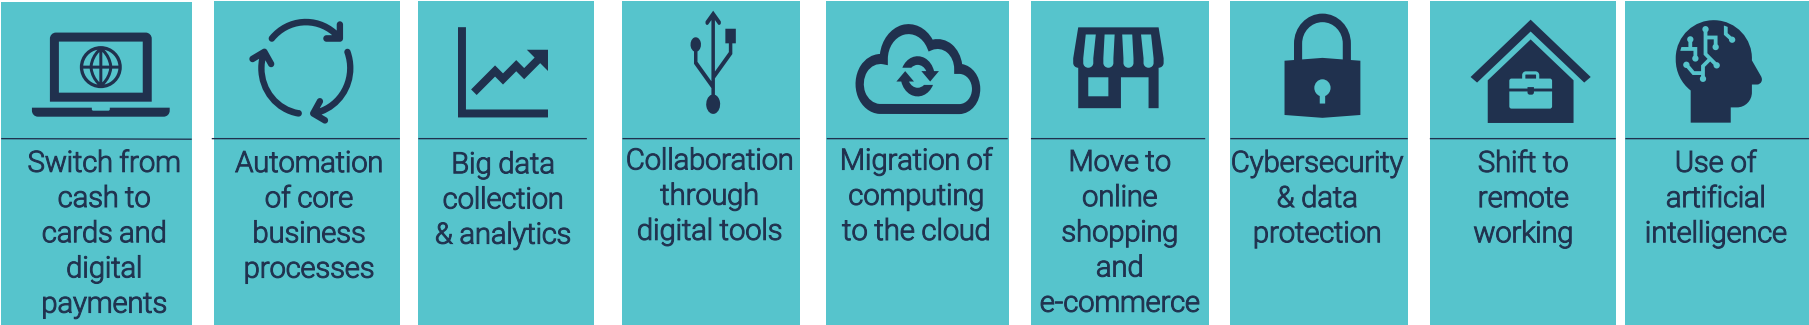 Switch from
cash to
cards and
digital
payments
Automation
of core
business
processes
Big data
collection
& analytics
Collaboration
through
digital tools
Migration of
computing
to the cloud
Move to
online
shopping
and
e-commerce
Cybersecurity
& data
protection
Shift to
remote
working
Use of
artificial
intelligence